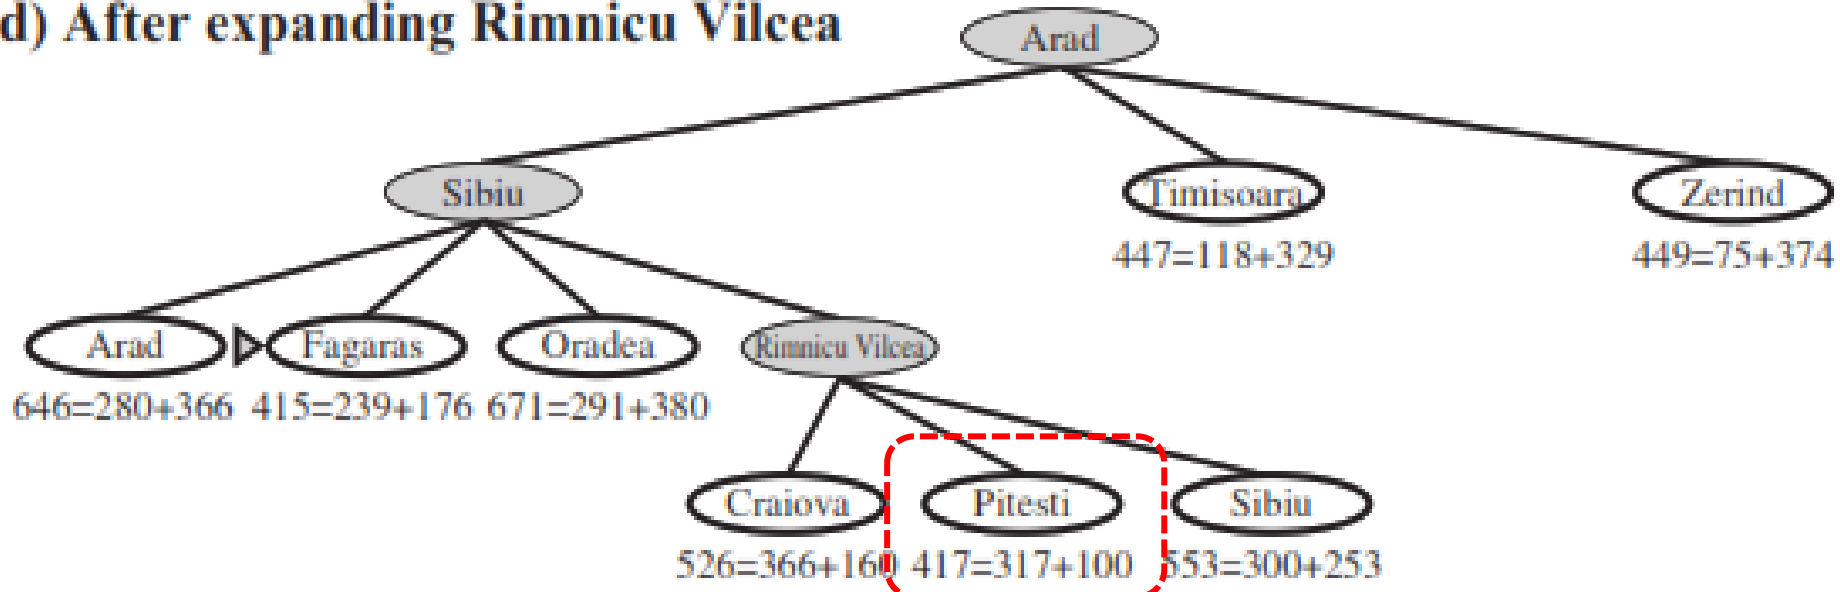 d) After expanding Rimnicu Vilcea
Arad
Sibiu
Timisoara
Zerind
447=118+329
449=75+374
Arad
Fagaras
Oradea
Rimnicu Vilcea
646=280+366
415=239+176
671=291+380
Craiova
Pitesti
Sibiu
526=366+160
417=317+100
553=300+253